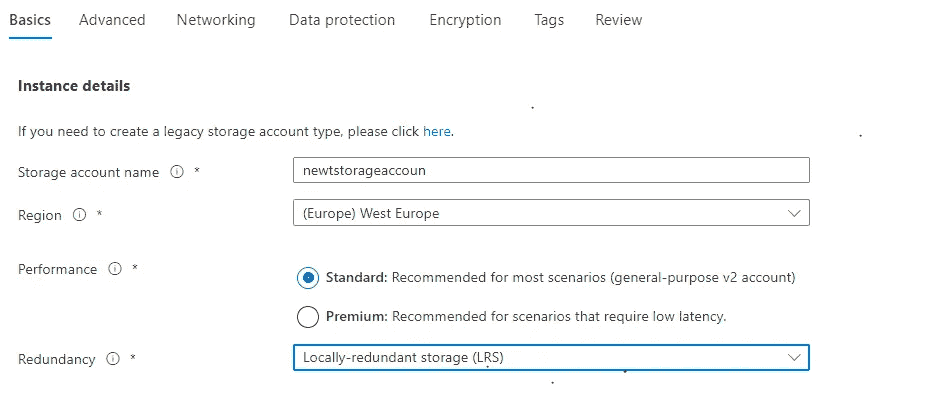 Basics Advanced Networking Data protection Encryption Tags Review
Instance details
If you need to create a legacy storage account type, please click here.
Storage account name * newtstorageaccoun
Region * (Europe) West Europe
Performance * Standard: Recommended for most scenarios (general-purpose v2 account)
Premium: Recommended for scenarios that require low latency.
Redundancy * Locally-redundant storage (LRS)